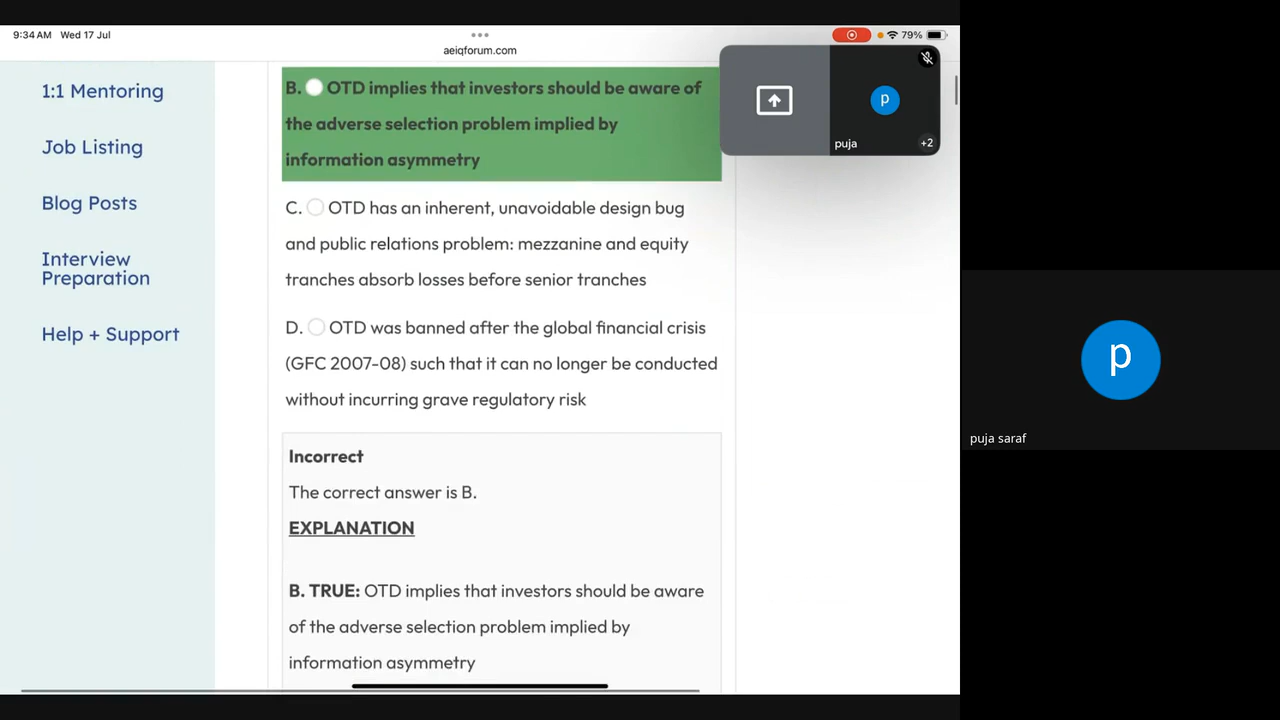 9:34 AM Wed 17 Jul
79%
aeiqforum.com
1:1 Mentoring
Job Listing
Blog Posts
Interview
Preparation
Help + Support
B. OTD implies that investors should be aware of
the adverse selection problem implied by
information asymmetry
C. OTD has an inherent, unavoidable design bug
and public relations problem: mezzanine and equity
tranches absorb losses before senior tranches
D. OTD was banned after the global financial crisis
(GFC 2007-08) such that it can no longer be conducted
without incurring grave regulatory risk
Incorrect
The correct answer is B.
EXPLANATION
B. TRUE: OTD implies that investors should be aware
of the adverse selection problem implied by
information asymmetry
p
puja
+2
p
puja saraf